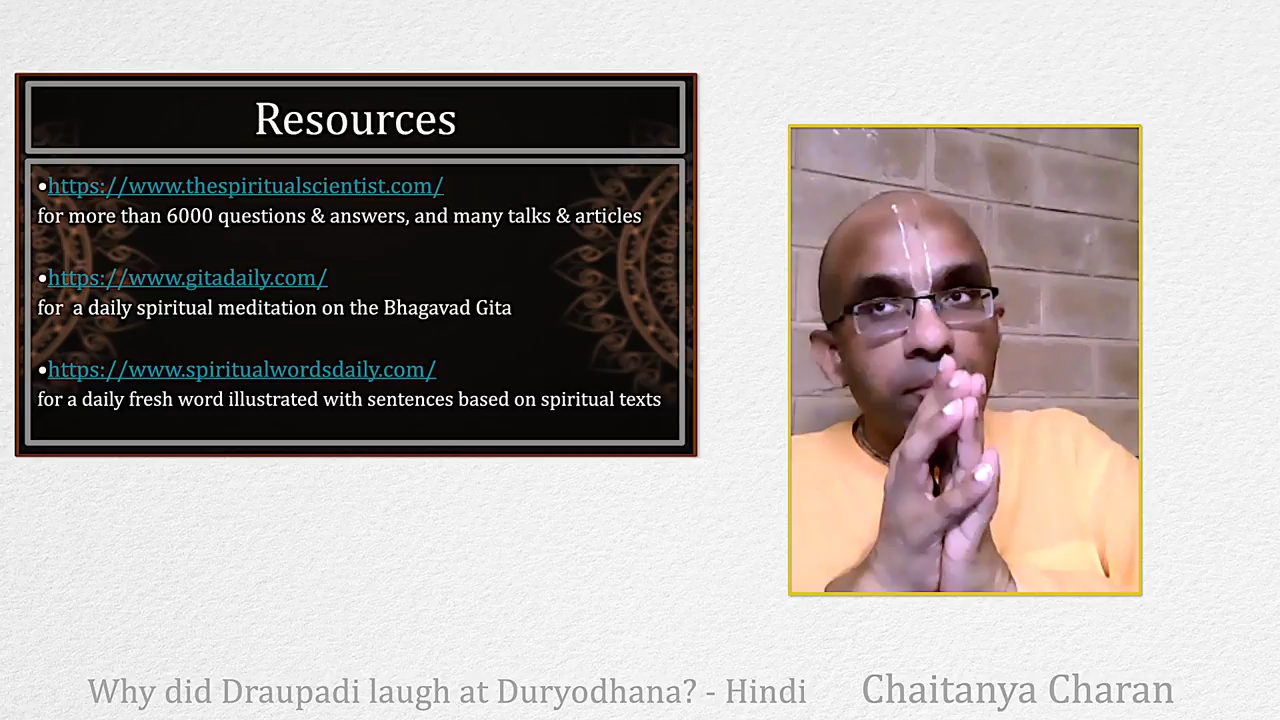 Resources
•https://www.thespiritualscientist.com/
for more than 6000 questions & answers, and many talks & articles
•https://www.gitadaily.com/
for  a daily spiritual meditation on the Bhagavad Gita
•https://www.spiritualwordsdaily.com/
for a daily fresh word illustrated with sentences based on spiritual texts
Why did Draupadi laugh at Duryodhana? - Hindi
Chaitanya Charan